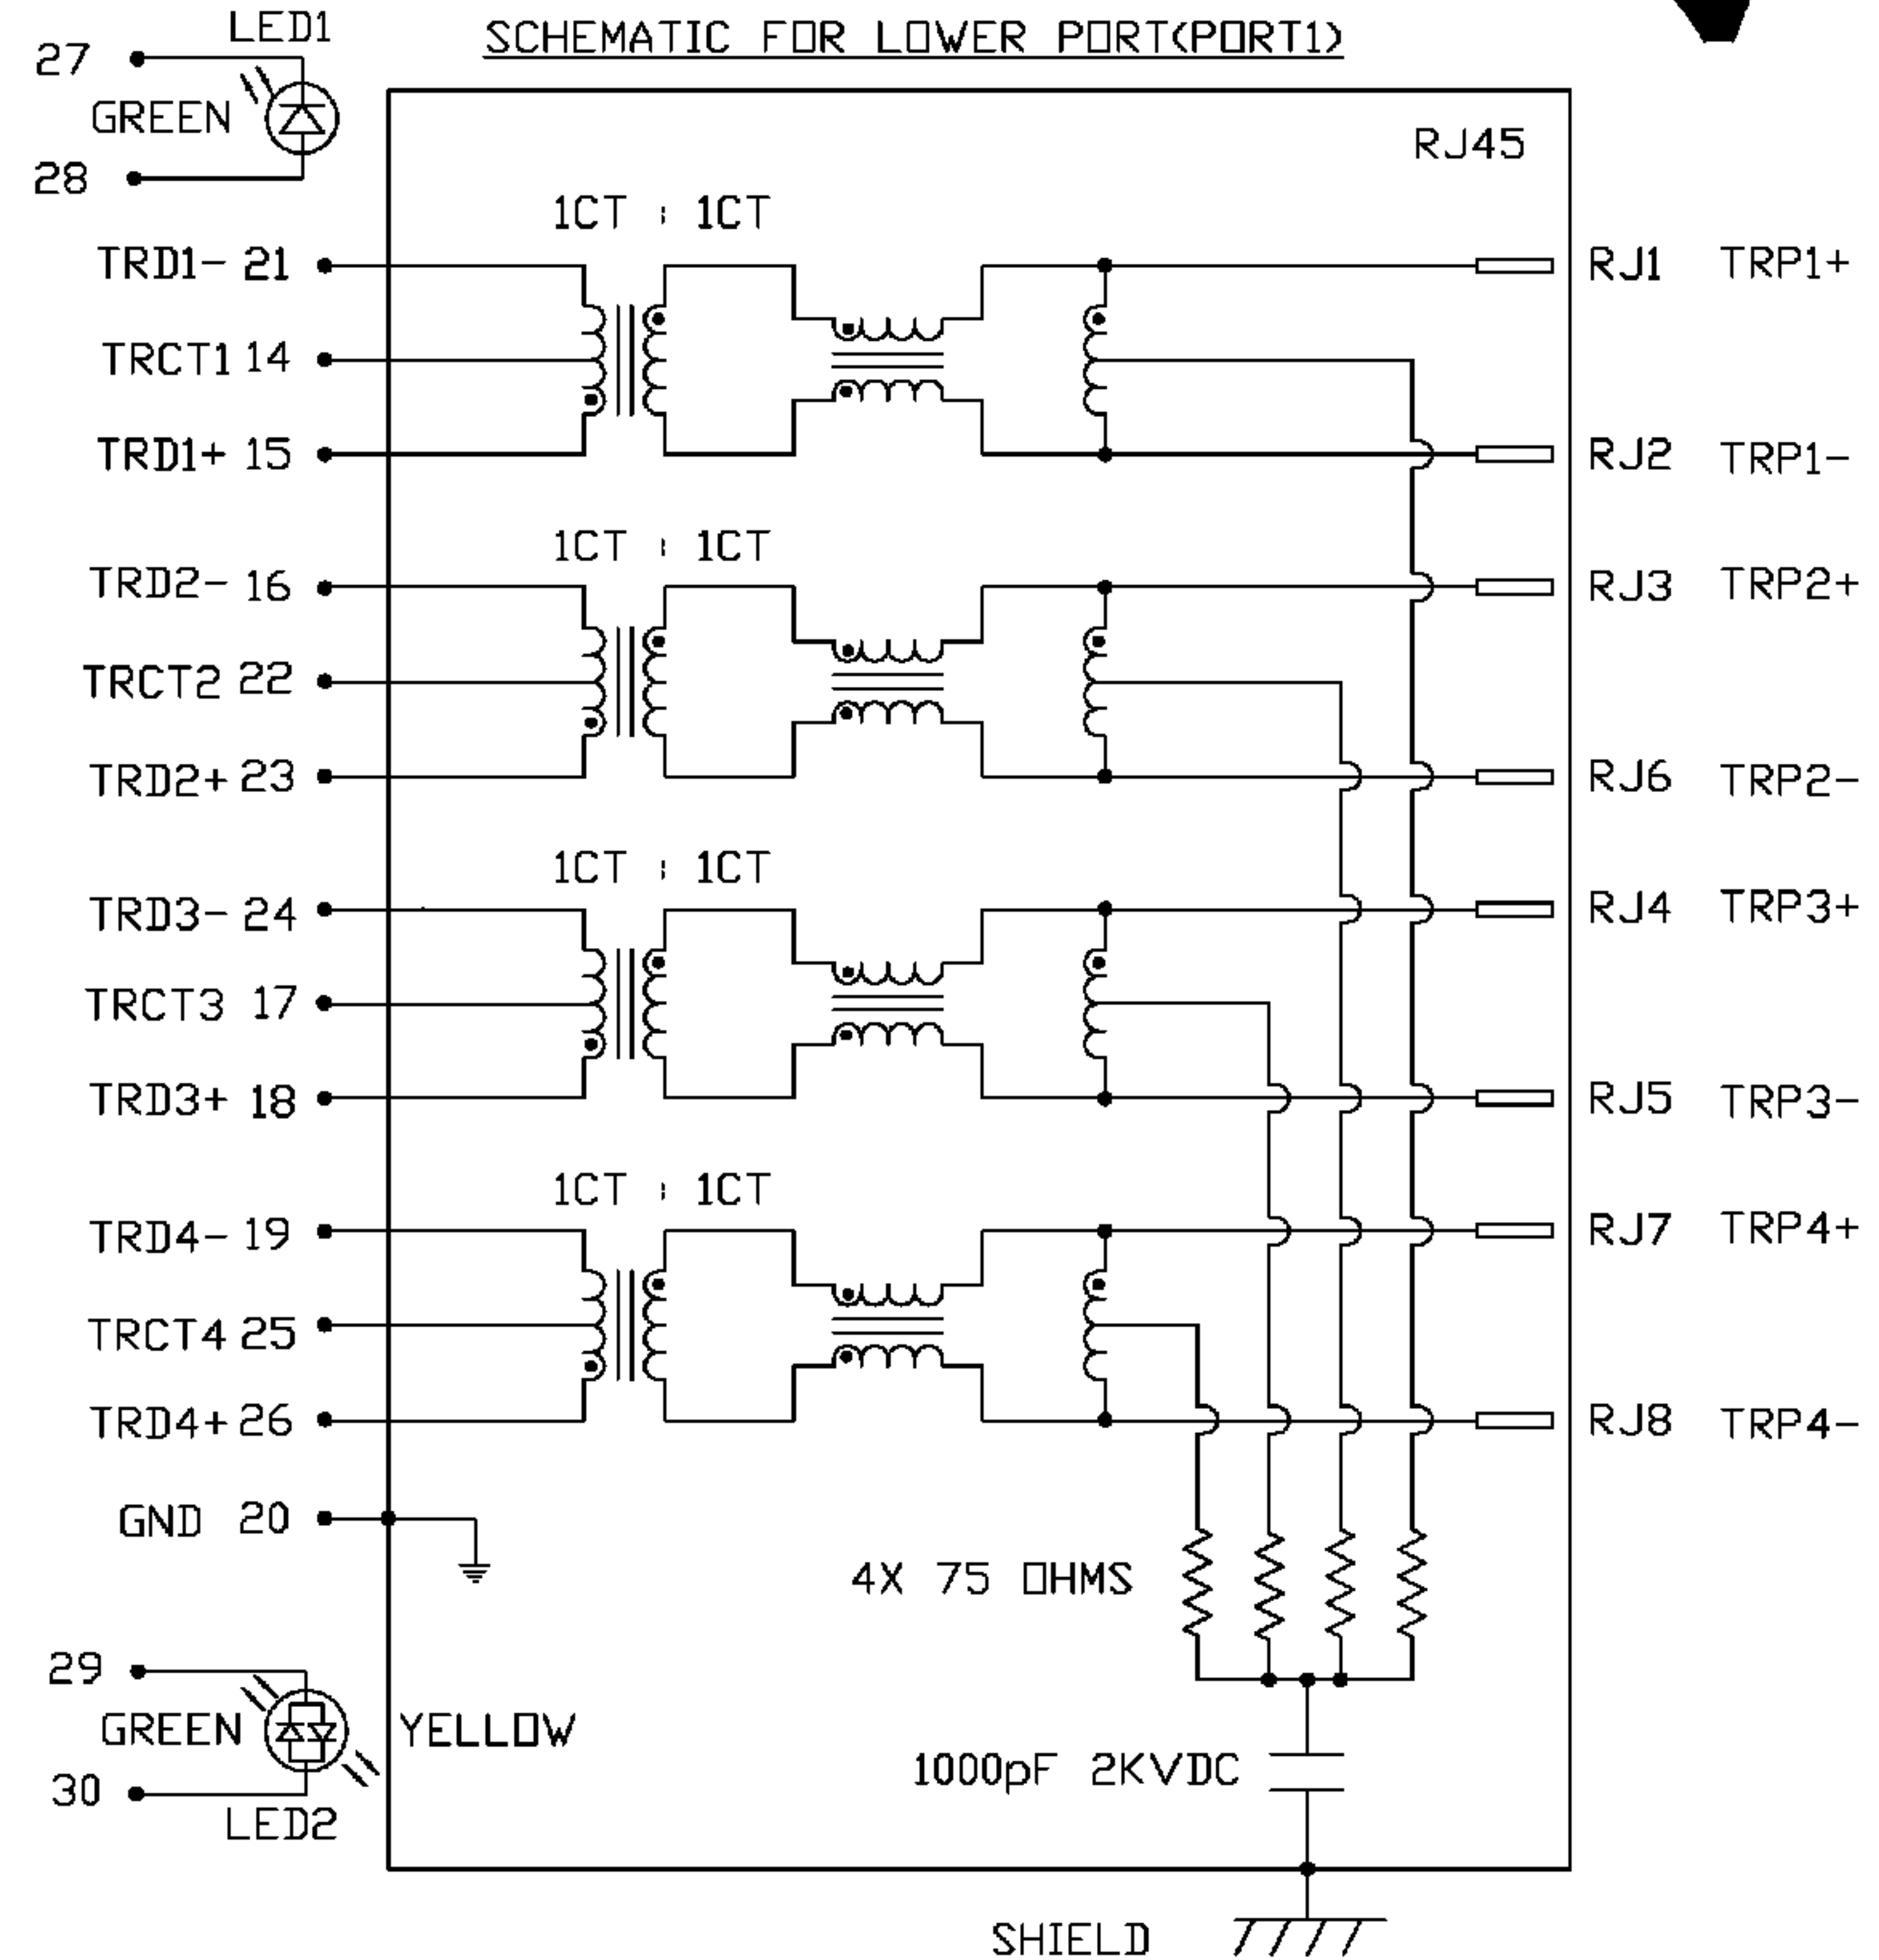 LED1
SCHEMATIC FOR LOWER PORT(PORT1)
27
GREEN
28
RJ45
1CT : 1CT
TRD1- 21
RJ1 TRP1+
TRCT1 14
TRD1+ 15
RJ2 TRP1-
1CT : 1CT
TRD2- 16
RJ3 TRP2+
TRCT2 22
TRD2+ 23
RJ6 TRP2-
1CT : 1CT
TRD3- 24
RJ4 TRP3+
TRCT3 17
TRD3+ 18
RJ5 TRP3-
1CT : 1CT
TRD4- 19
RJ7 TRP4+
TRCT4 25
TRD4+ 26
RJ8 TRP4-
GND 20
4X 75 OHMS
29
GREEN
YELLOW
30
LED2
1000pF 2KVDC
SHIELD